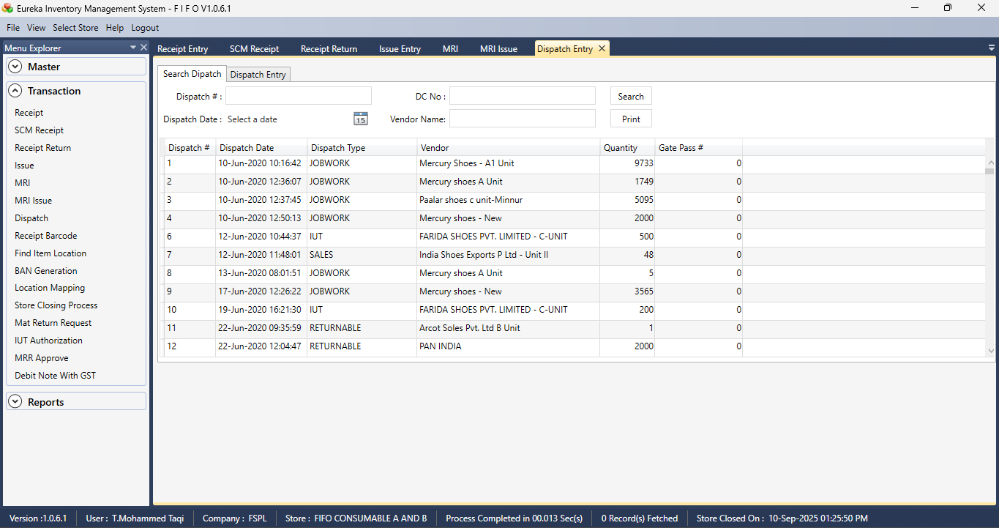 Eureka Inventory Management System - F I F O V1.0.6.1
File View Select Store Help Logout
Menu Explorer
Receipt Entry SCM Receipt Receipt Return Issue Entry MRI MRI Issue Dispatch Entry
Master
Transaction
Receipt
SCM Receipt
Receipt Return
Issue
MRI
MRI Issue
Dispatch
Receipt Barcode
Find Item Location
BAN Generation
Location Mapping
Store Closing Process
Mat Return Request
IUT Authorization
MRR Approve
Debit Note With GST
Reports
Search Dipatch Dispatch Entry
Dispatch # : DC No : Search
Dispatch Date : Select a date 15 Vendor Name: Print
Dispatch # Dispatch Date Dispatch Type Vendor Quantity Gate Pass #
1 10-Jun-2020 10:16:42 JOBWORK Mercury Shoes - A1 Unit 9733 0
2 10-Jun-2020 12:36:07 JOBWORK Mercury shoes A Unit 1749 0
3 10-Jun-2020 12:37:45 JOBWORK Paalar shoes c unit-Minnur 5095 0
4 10-Jun-2020 12:50:13 JOBWORK Mercury shoes - New 2000 0
6 12-Jun-2020 10:44:37 IUT FARIDA SHOES PVT. LIMITED - C-UNIT 500 0
7 12-Jun-2020 11:48:01 SALES India Shoes Exports P Ltd - Unit II 48 0
8 13-Jun-2020 08:01:51 JOBWORK Mercury shoes A Unit 5 0
9 17-Jun-2020 12:26:22 JOBWORK Mercury shoes - New 3565 0
10 19-Jun-2020 16:21:30 IUT FARIDA SHOES PVT. LIMITED - C-UNIT 200 0
11 22-Jun-2020 09:35:59 RETURNABLE Arcot Soles Pvt. Ltd B Unit 1 0
12 22-Jun-2020 12:04:47 RETURNABLE PAN INDIA 2000 0
Version :1.0.6.1 User : T.Mohammed Taqi Company : FSPL Store : FIFO CONSUMABLE A AND B Process Completed in 00.013 Sec(s) 0 Record(s) Fetched Store Closed On : 10-Sep-2025 01:25:50 PM